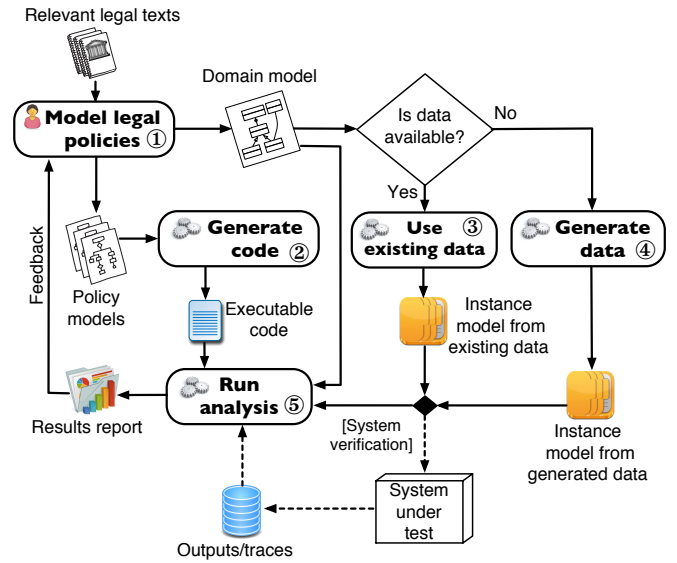 Relevant legal texts
Domain model
Model legal
policies ①
Is data
available?
No
Yes
Feedback
Policy
models
Generate
code ②
Use ③
existing data
Generate
data ④
Executable
code
Instance
model from
existing data
Run
analysis ⑤
Results report
[System
verification]
Instance
model from
generated data
System
under
test
Outputs/traces